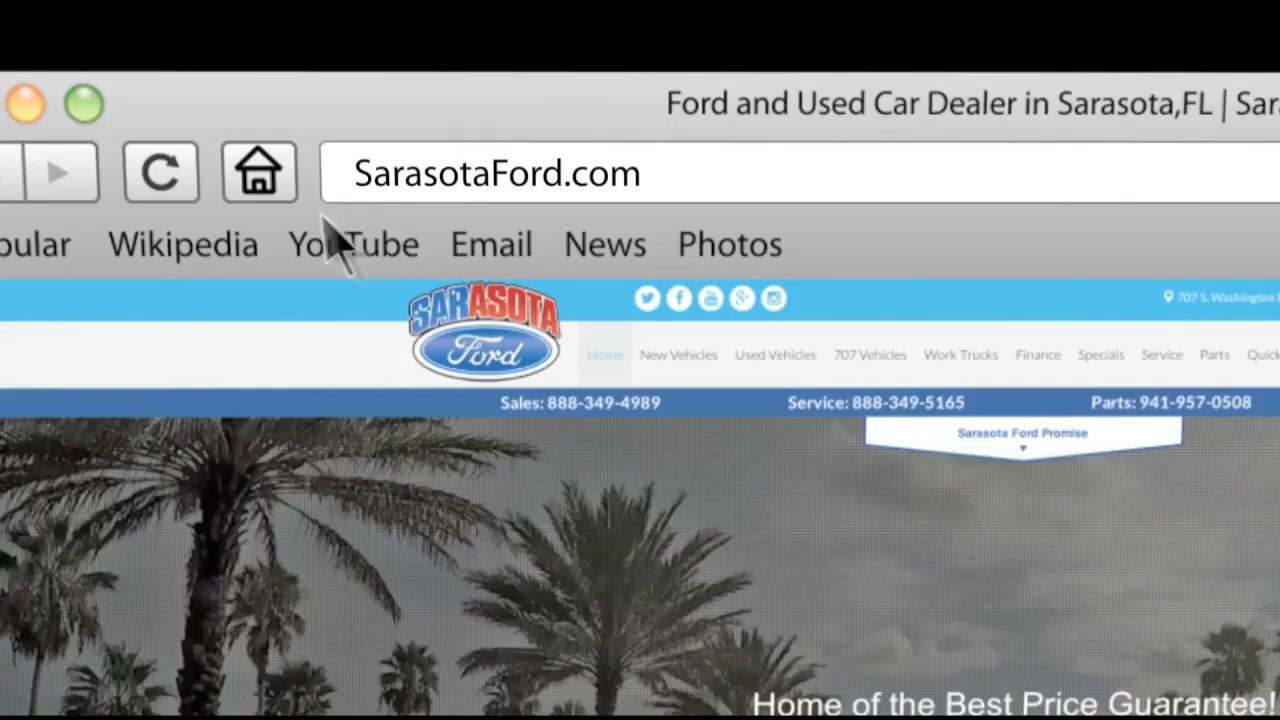 Ford and Used Car Dealer in Sarasota,FL | Sar
SarasotaFord.com
pular Wikipedia YouTube Email News Photos
SARASOTA
Ford
707 S. Washington
Home New Vehicles Used Vehicles 707 Vehicles Work Trucks Finance Specials Service Parts Quick
Sales: 888-349-4989 Service: 888-349-5165 Parts: 941-957-0508
Sarasota Ford Promise
Home of the Best Price Guarantee!